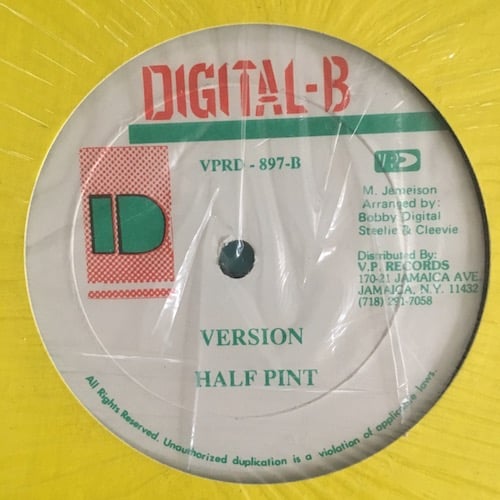 DIGITAL-B
VPRD - 897-B
VP
M. Jemeison
Arranged by:
Bobby Digital
Steelie & Cleevie
Distributed By:
V.P. RECORDS
170-21 JAMAICA AVE.
JAMAICA, N.Y. 11432
(718) 291-7058
D
VERSION
HALF PINT
All Rights Reserved. Unauthorized duplication is a violation of applicable laws.